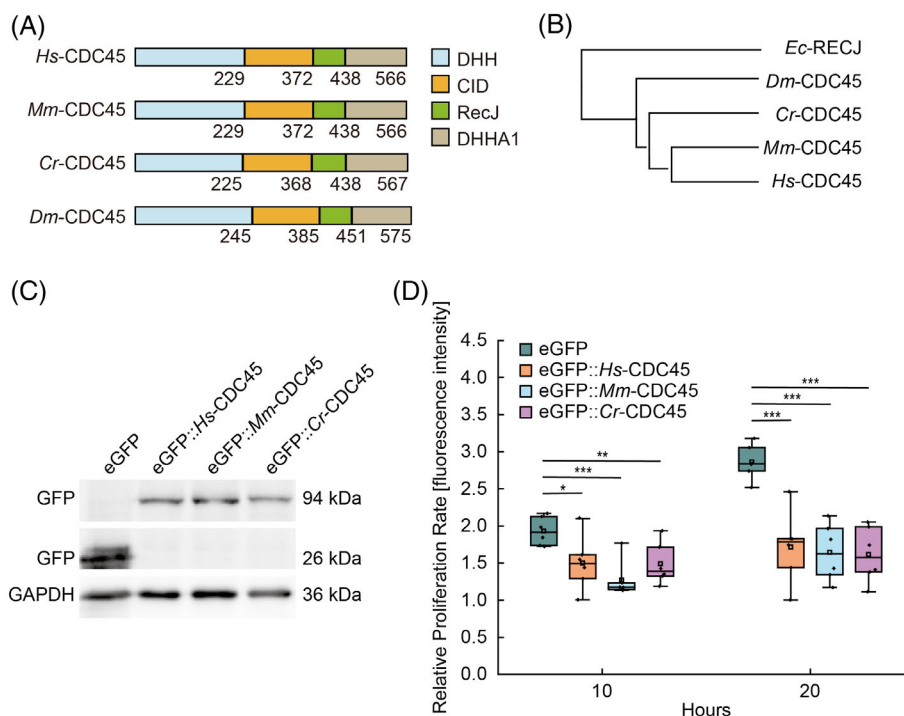 (A)
Hs-CDC45
229 372 438 566
Mm-CDC45
229 372 438 566
Cr-CDC45
225 368 438 567
Dm-CDC45
245 385 451 575
DHH
CID
RecJ
DHHA1
(B)
Ec-RECJ
Dm-CDC45
Cr-CDC45
Mm-CDC45
Hs-CDC45
(C)
eGFP
eGFP::Hs-CDC45
eGFP::Mm-CDC45
eGFP::Cr-CDC45
GFP 94 kDa
GFP 26 kDa
GAPDH 36 kDa
(D)
Relative Proliferation Rate [fluorescence intensity]
4.5
4.0
3.5
3.0
2.5
2.0
1.5
1.0
0.5
0.0
eGFP
eGFP::Hs-CDC45
eGFP::Mm-CDC45
eGFP::Cr-CDC45
**
***
*
***
***
***
10 20
Hours